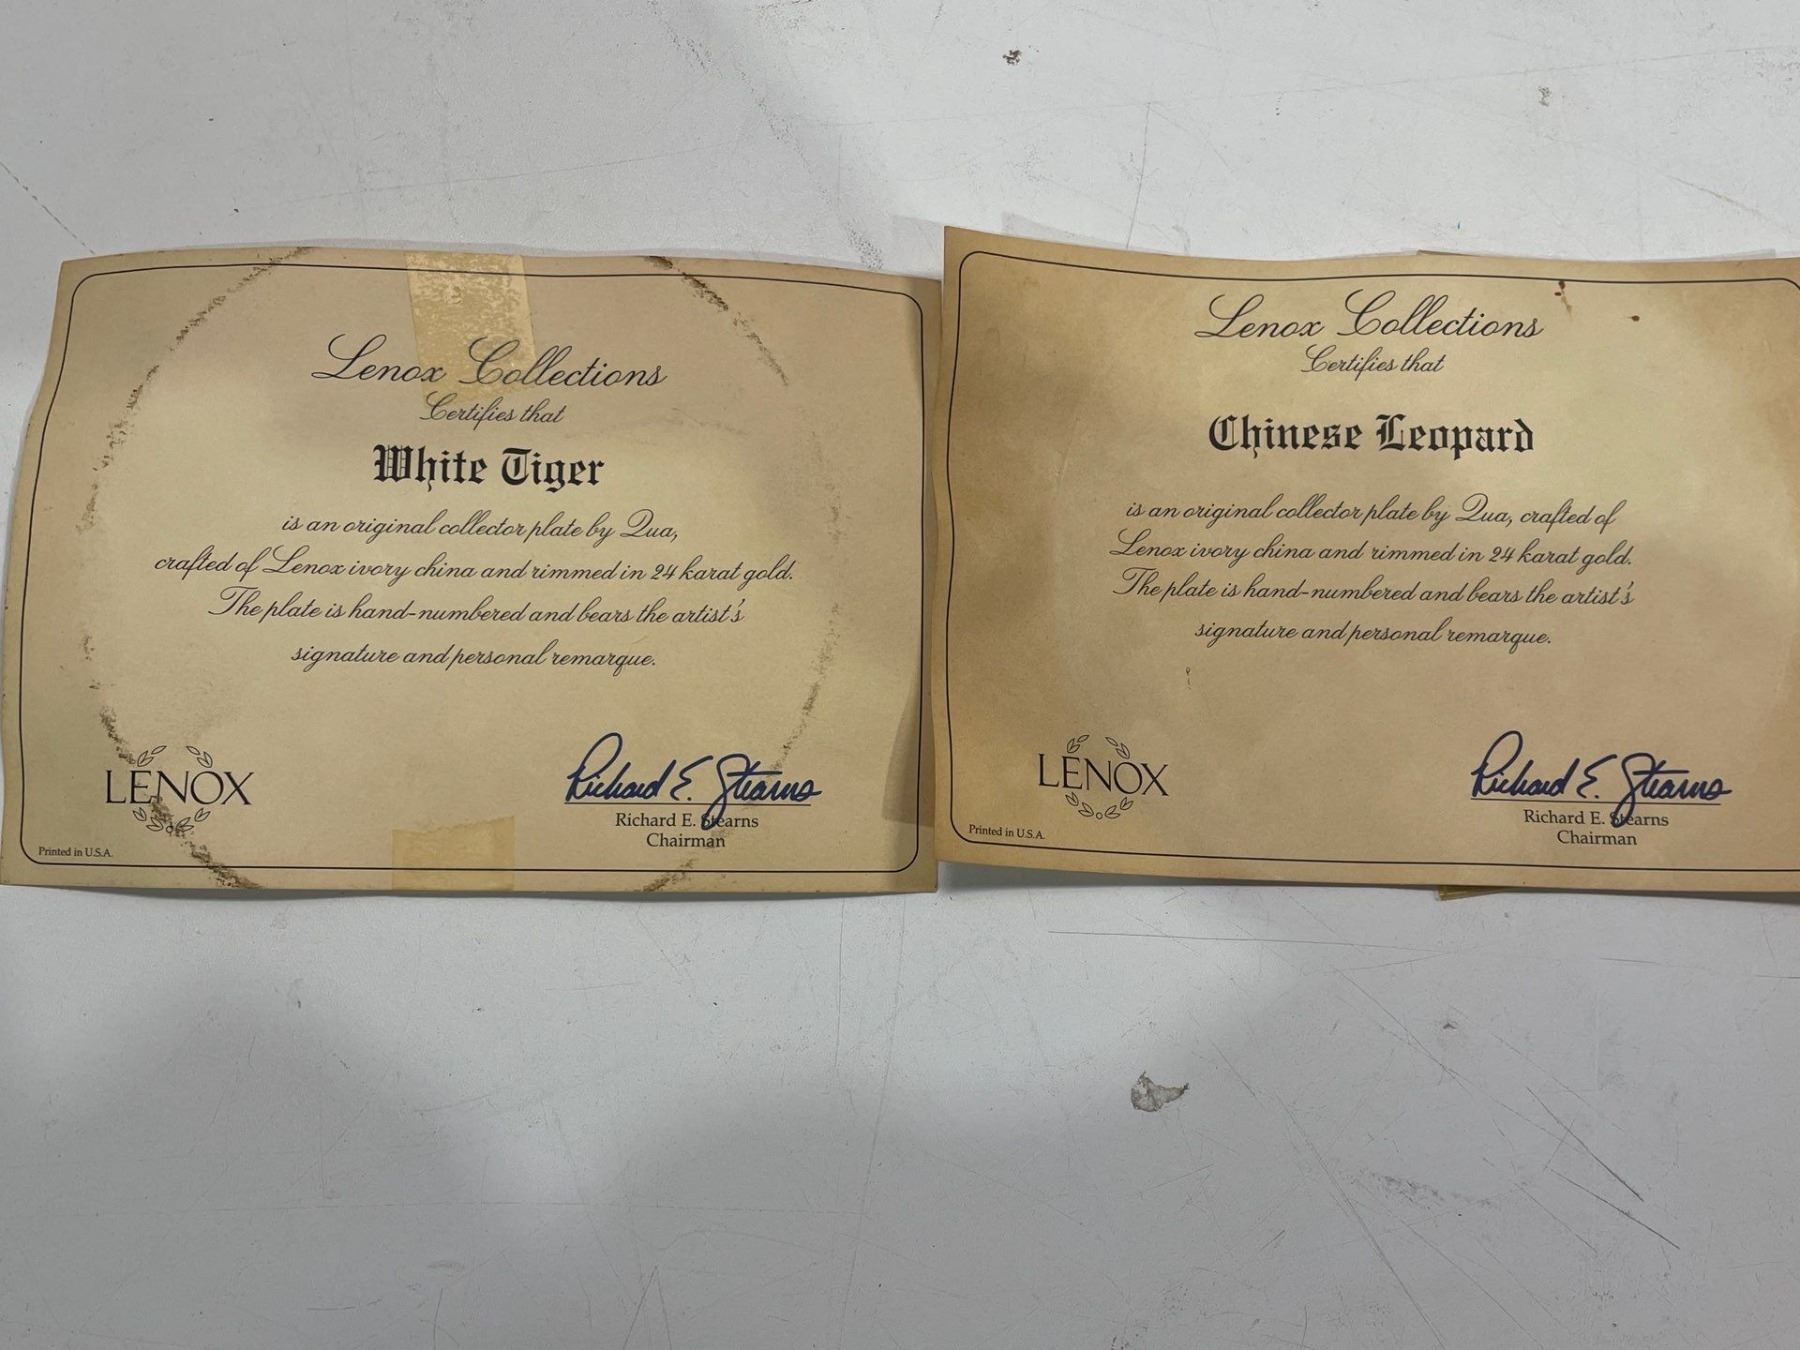 Lenox Collections
Certifies that
White Tiger
is an original collector plate by Qua,
crafted of Lenox ivory china and rimmed in 24 karat gold.
The plate is hand-numbered and bears the artist's
signature and personal remarque.
LENOX
Richard E. Stearns
Richard E. Stearns
Chairman
Printed in U.S.A.
Lenox Collections
Certifies that
Chinese Leopard
is an original collector plate by Qua, crafted of
Lenox ivory china and rimmed in 24 karat gold.
The plate is hand-numbered and bears the artist's
signature and personal remarque.
LENOX
Richard E. Stearns
Richard E. Stearns
Chairman
Printed in U.S.A.